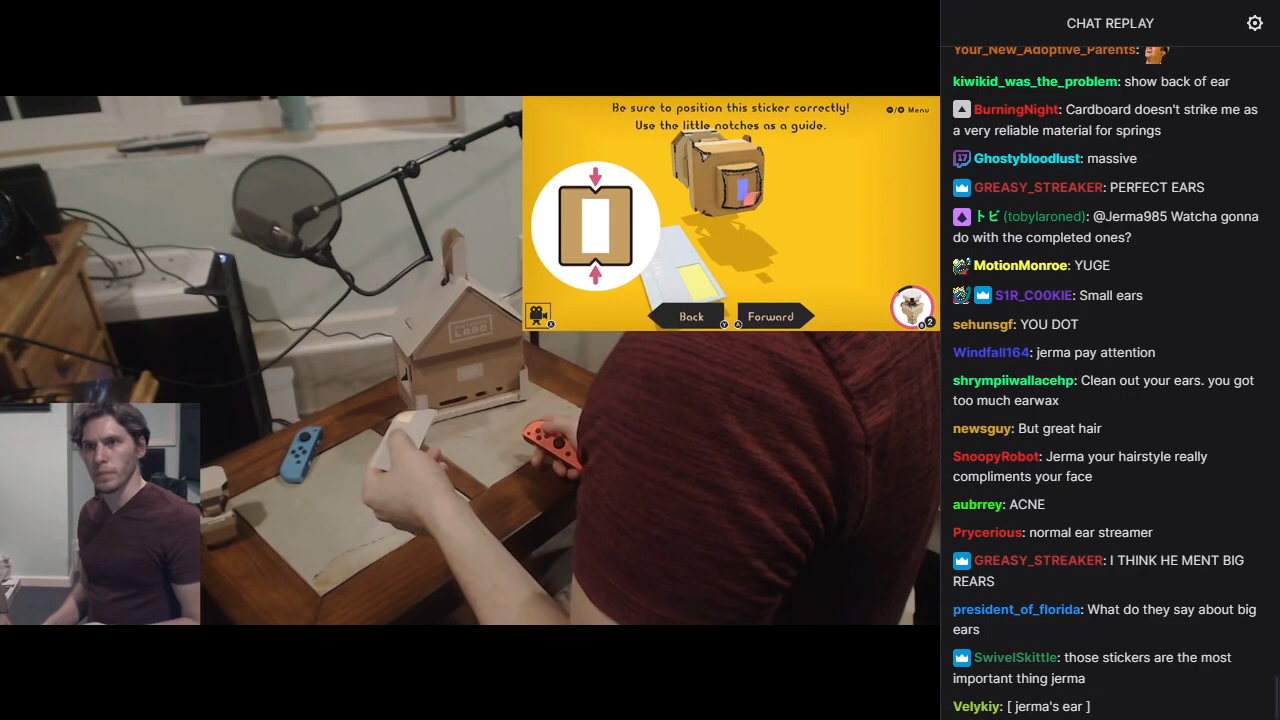 Be sure to position this sticker correctly!
Use the little notches as a guide.
Menu
Back
Forward
LABO
CHAT REPLAY
Your_New_Adoptive_Parents:
kiwikid_was_the_problem: show back of ear
BurningNight: Cardboard doesn't strike me as
a very reliable material for springs
Ghostybloodlust: massive
GREASY_STREAKER: PERFECT EARS
トビ (tobylaroned): @Jerma985 Watcha gonna
do with the completed ones?
MotionMonroe: YUGE
S1R_C00KIE: Small ears
sehunsgf: YOU DOT
Windfall164: jerma pay attention
shrympiiwallacehp: Clean out your ears. you got
too much earwax
newsguy: But great hair
SnoopyRobot: Jerma your hairstyle really
compliments your face
aubrrey: ACNE
Prycerious: normal ear streamer
GREASY_STREAKER: I THINK HE MENT BIG
REARS
president_of_florida: What do they say about big
ears
SwivelSkittle: those stickers are the most
important thing jerma
Velykiy: [ jerma's ear ]